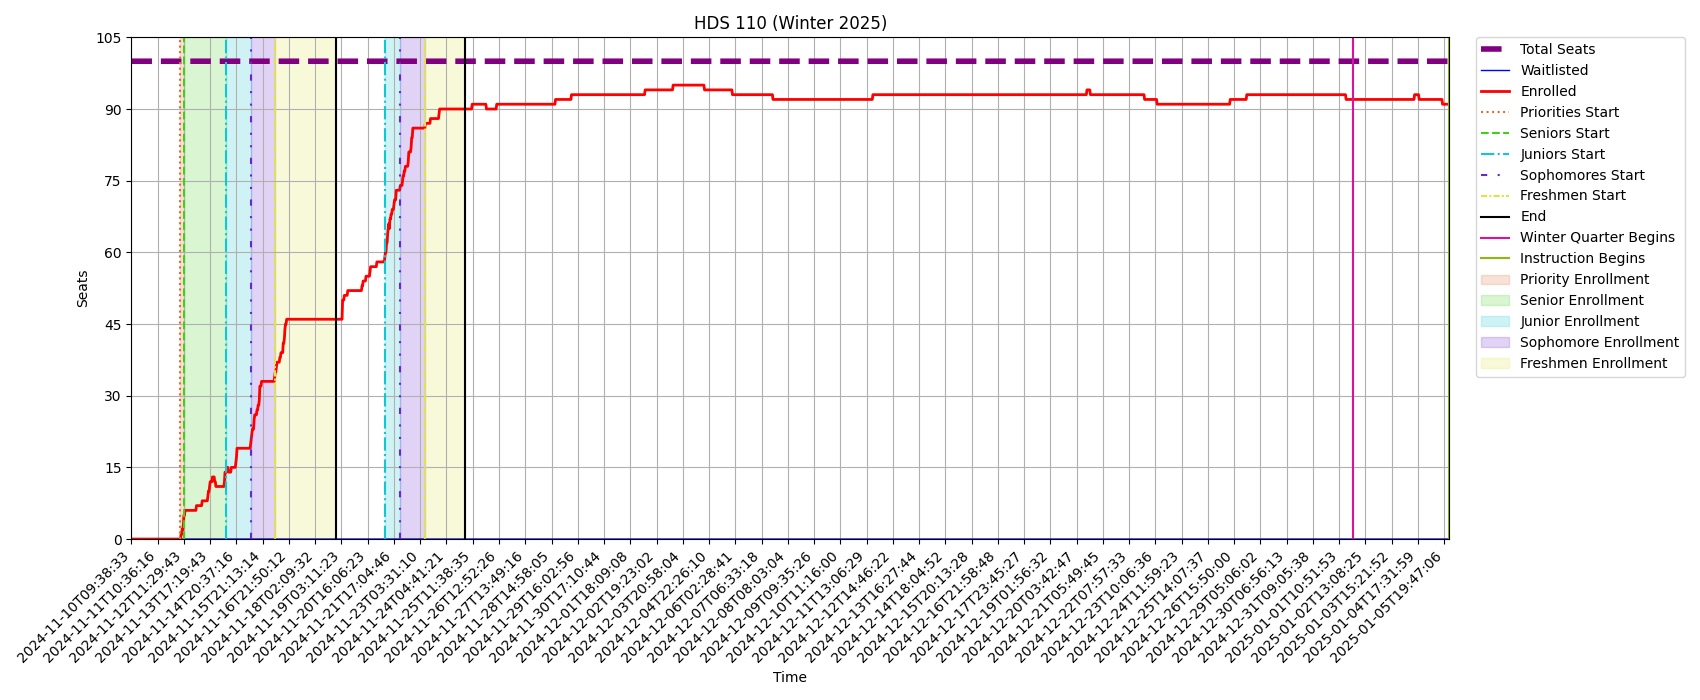 HDS 110 (Winter 2025)
105
90
75
60
45
30
15
0
Seats
2024-11-10T09:38:33
2024-11-11T10:36:16
2024-11-12T11:29:43
2024-11-13T17:19:43
2024-11-14T20:37:16
2024-11-15T21:13:14
2024-11-16T21:50:12
2024-11-18T02:09:32
2024-11-19T03:11:23
2024-11-20T16:06:23
2024-11-21T17:04:46
2024-11-23T03:31:10
2024-11-24T04:41:21
2024-11-25T11:38:35
2024-11-26T12:52:26
2024-11-27T13:49:16
2024-11-28T14:58:05
2024-11-29T16:02:56
2024-11-30T17:10:44
2024-12-01T18:09:08
2024-12-02T19:23:02
2024-12-03T20:58:04
2024-12-04T22:26:10
2024-12-06T02:28:41
2024-12-07T06:33:18
2024-12-08T08:03:04
2024-12-09T09:35:26
2024-12-10T11:16:00
2024-12-11T13:06:29
2024-12-12T14:46:22
2024-12-13T16:27:44
2024-12-14T18:04:52
2024-12-15T20:13:28
2024-12-16T21:58:48
2024-12-17T23:45:27
2024-12-19T01:56:32
2024-12-20T03:42:47
2024-12-21T05:49:45
2024-12-22T07:57:33
2024-12-23T10:06:36
2024-12-24T11:59:23
2024-12-25T14:07:37
2024-12-26T15:50:00
2024-12-29T05:06:02
2024-12-30T06:56:13
2024-12-31T09:05:38
2025-01-01T10:51:53
2025-01-02T13:08:25
2025-01-03T15:21:52
2025-01-04T17:31:59
2025-01-05T19:47:06
Time
Total Seats
Waitlisted
Enrolled
Priorities Start
Seniors Start
Juniors Start
Sophomores Start
Freshmen Start
End
Winter Quarter Begins
Instruction Begins
Priority Enrollment
Senior Enrollment
Junior Enrollment
Sophomore Enrollment
Freshmen Enrollment